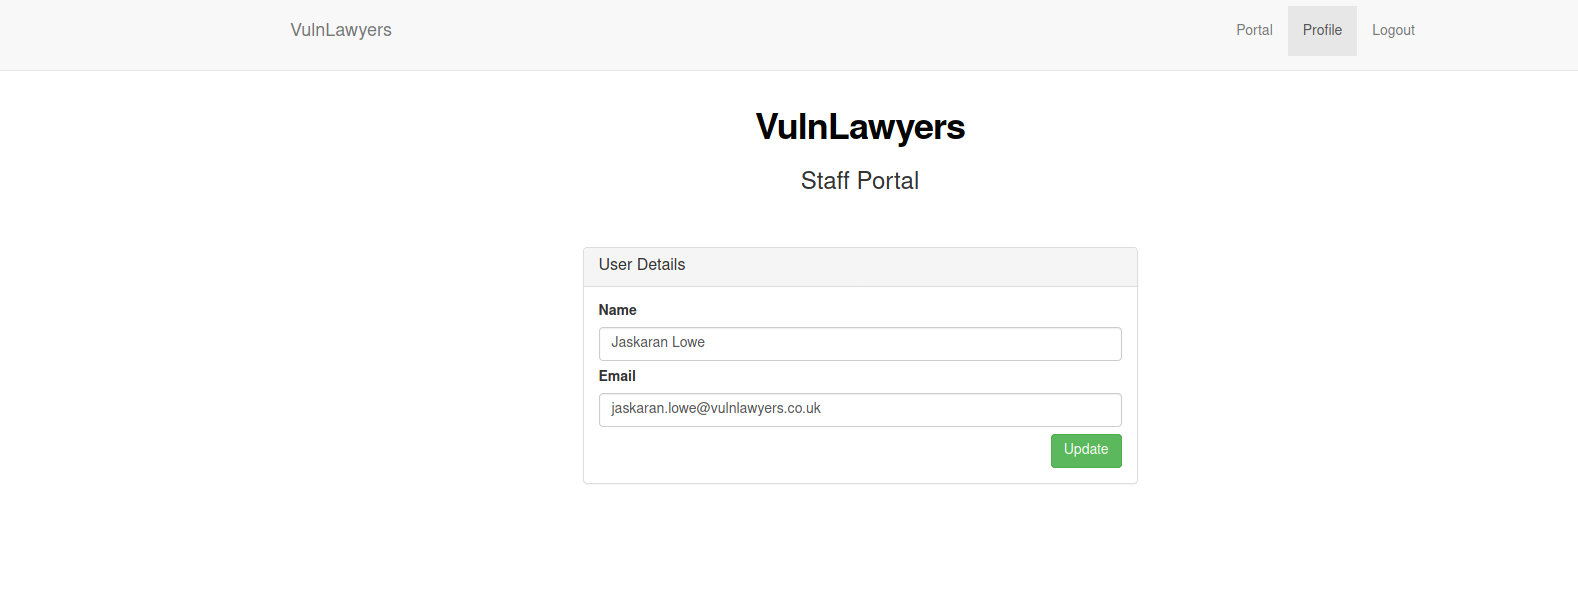 VulnLawyers Portal Profile Logout
VulnLawyers
Staff Portal
User Details
Name
Jaskaran Lowe
Email
jaskaran.lowe@vulnlawyers.co.uk
Update